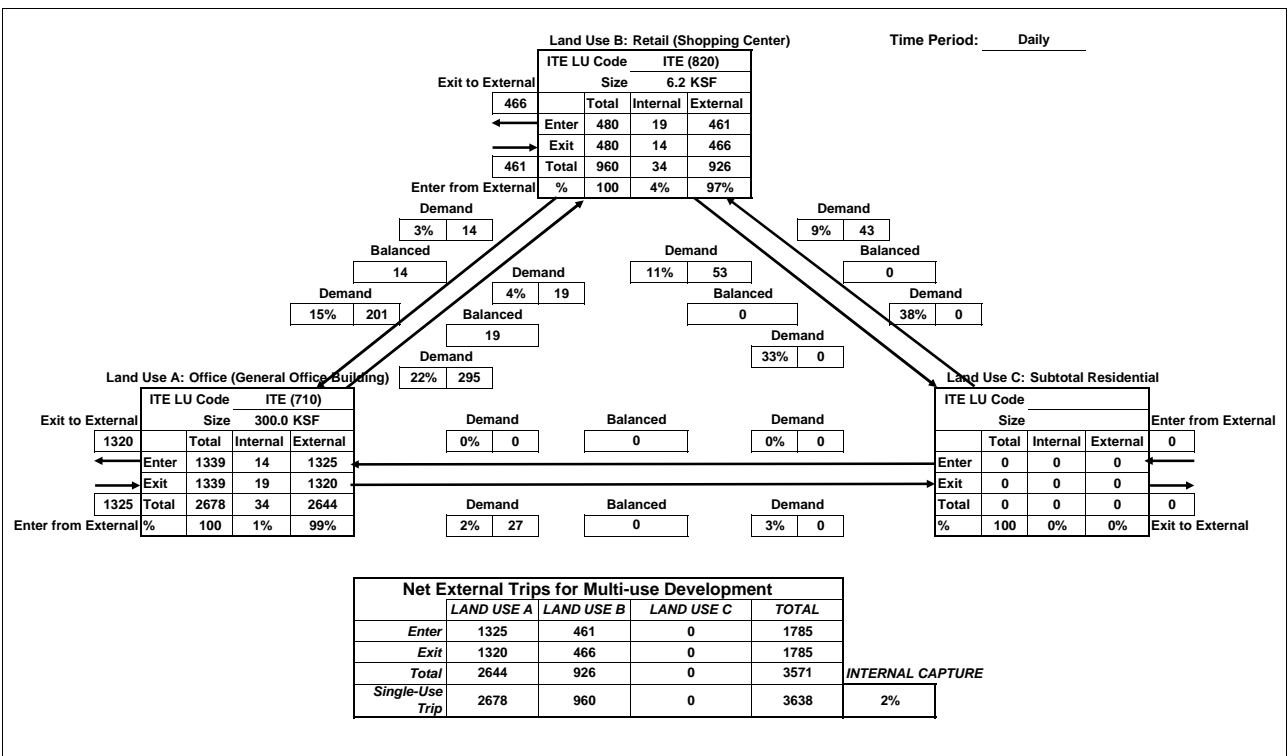 Land Use B: Retail (Shopping Center)
Time Period: Daily
ITE LU Code ITE (820)
Exit to External Size 6.2 KSF
466 Total Internal External
Enter 480 19 461
Exit 480 14 466
461 Total 960 34 926
Enter from External % 100 4% 97%
Demand
3% 14
Balanced
14
Demand
15% 201
Demand
4% 19
Balanced
19
Demand
22% 295
Demand
11% 53
Balanced
0
Demand
33% 0
Demand
9% 43
Balanced
0
Demand
38% 0
Land Use A: Office (General Office Building)
ITE LU Code ITE (710)
Exit to External Size 300.0 KSF
1320 Total Internal External
Enter 1339 14 1325
Exit 1339 19 1320
1325 Total 2678 34 2644
Enter from External % 100 1% 99%
Demand Balanced Demand
0% 0 0 0% 0
Demand Balanced Demand
2% 27 0 3% 0
Land Use C: Subtotal Residential
ITE LU Code
Size Enter from External
Total Internal External 0
Enter 0 0 0
Exit 0 0 0
Total 0 0 0 0
% 100 0% 0% Exit to External
Net External Trips for Multi-use Development
LAND USE A LAND USE B LAND USE C TOTAL
Enter 1325 461 0 1785
Exit 1320 466 0 1785
Total 2644 926 0 3571 INTERNAL CAPTURE
Single-Use
Trip 2678 960 0 3638 2%